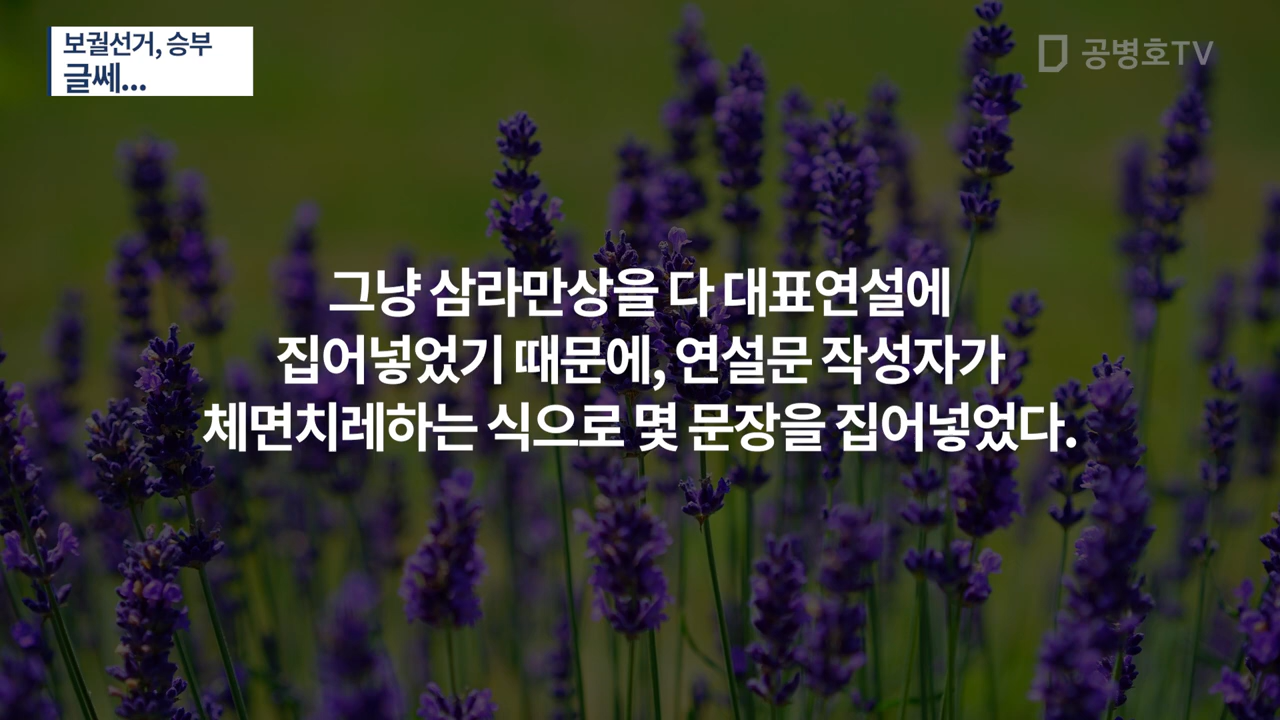 보궐선거, 승부
글쎄...
공병호TV
그냥 삼라만상을 다 대표연설에
집어넣었기 때문에, 연설문 작성자가
체면치레하는 식으로 몇 문장을 집어넣었다.